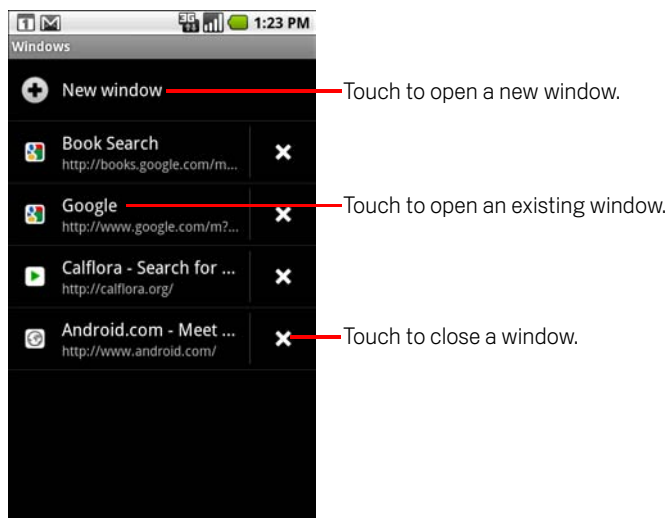 1 3G 1:23 PM
Windows
New window
Touch to open a new window.
Book Search
http://books.google.com/m...
Google
http://www.google.com/m?...
Touch to open an existing window.
Calflora - Search for ...
http://calflora.org/
Android.com - Meet ...
http://www.android.com/
Touch to close a window.